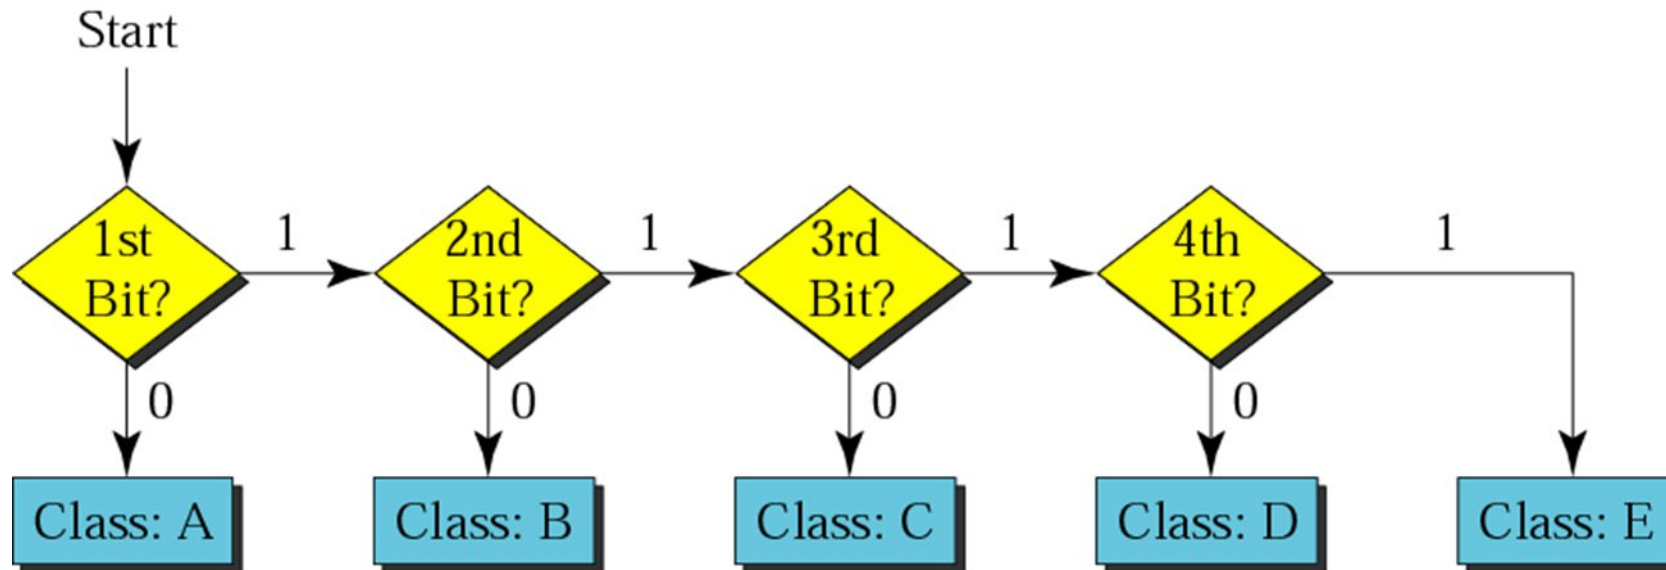 Start
1st
Bit?
1
2nd
Bit?
1
3rd
Bit?
1
4th
Bit?
1
0
0
0
0
Class: A
Class: B
Class: C
Class: D
Class: E